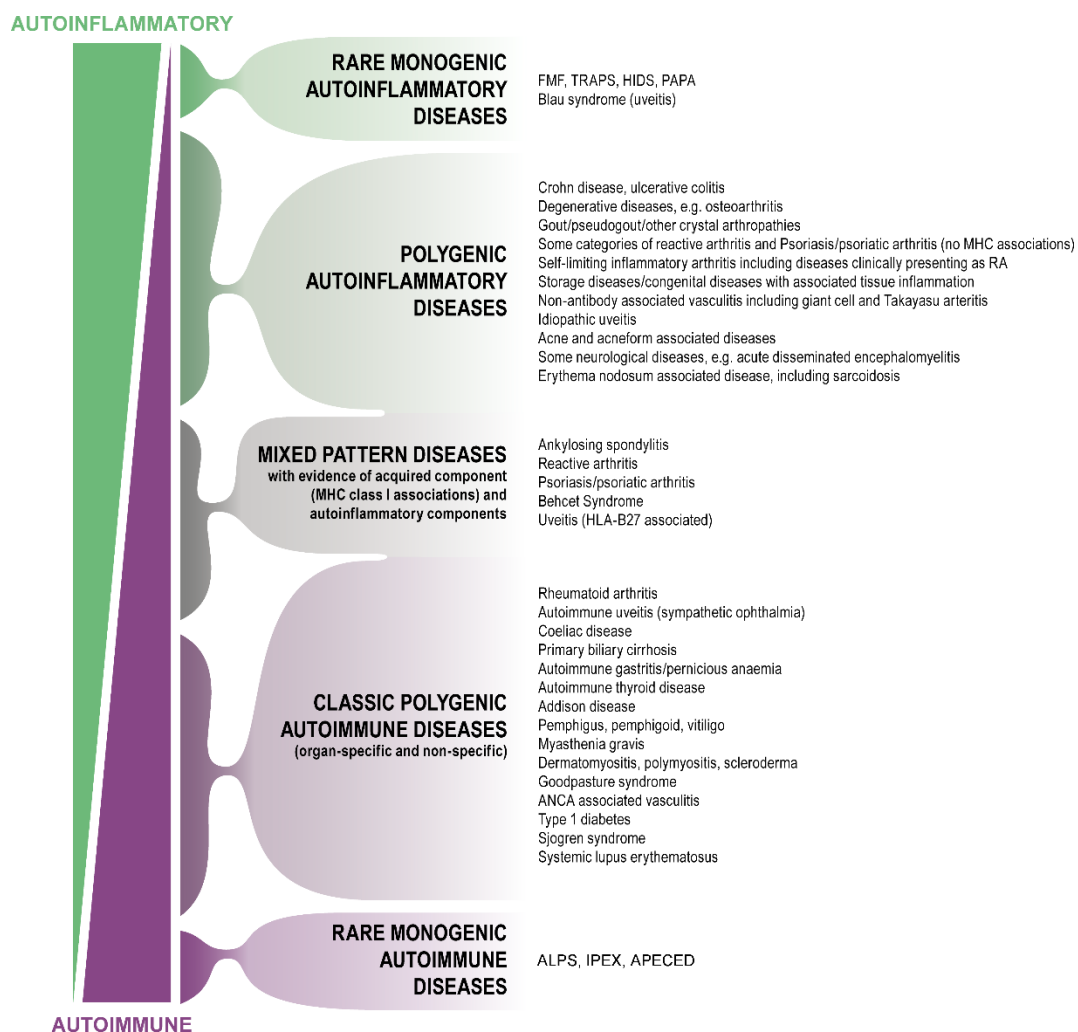 AUTOINFLAMMATORY
RARE MONOGENIC
AUTOINFLAMMATORY
DISEASES
FMF, TRAPS, HIDS, PAPA
Blau syndrome (uveitis)
POLYGENIC
AUTOINFLAMMATORY
DISEASES
Crohn disease, ulcerative colitis
Degenerative diseases, e.g. osteoarthritis
Gout/pseudogout/other crystal arthropathies
Some categories of reactive arthritis and Psoriasis/psoriatic arthritis (no MHC associations)
Self-limiting inflammatory arthritis including diseases clinically presenting as RA
Storage diseases/congenital diseases with associated tissue inflammation
Non-antibody associated vasculitis including giant cell and Takayasu arteritis
Idiopathic uveitis
Acne and acneform associated diseases
Some neurological diseases, e.g. acute disseminated encephalomyelitis
Erythema nodosum associated disease, including sarcoidosis
MIXED PATTERN DISEASES
with evidence of acquired component
(MHC class I associations) and
autoinflammatory components
Ankylosing spondylitis
Reactive arthritis
Psoriasis/psoriatic arthritis
Behcet Syndrome
Uveitis (HLA-B27 associated)
CLASSIC POLYGENIC
AUTOIMMUNE DISEASES
(organ-specific and non-specific)
Rheumatoid arthritis
Autoimmune uveitis (sympathetic ophthalmia)
Coeliac disease
Primary biliary cirrhosis
Autoimmune gastritis/pernicious anaemia
Autoimmune thyroid disease
Addison disease
Pemphigus, pemphigoid, vitiligo
Myasthenia gravis
Dermatomyositis, polymyositis, scleroderma
Goodpasture syndrome
ANCA associated vasculitis
Type 1 diabetes
Sjogren syndrome
Systemic lupus erythematosus
RARE MONOGENIC
AUTOIMMUNE
DISEASES
ALPS, IPEX, APECED
AUTOIMMUNE